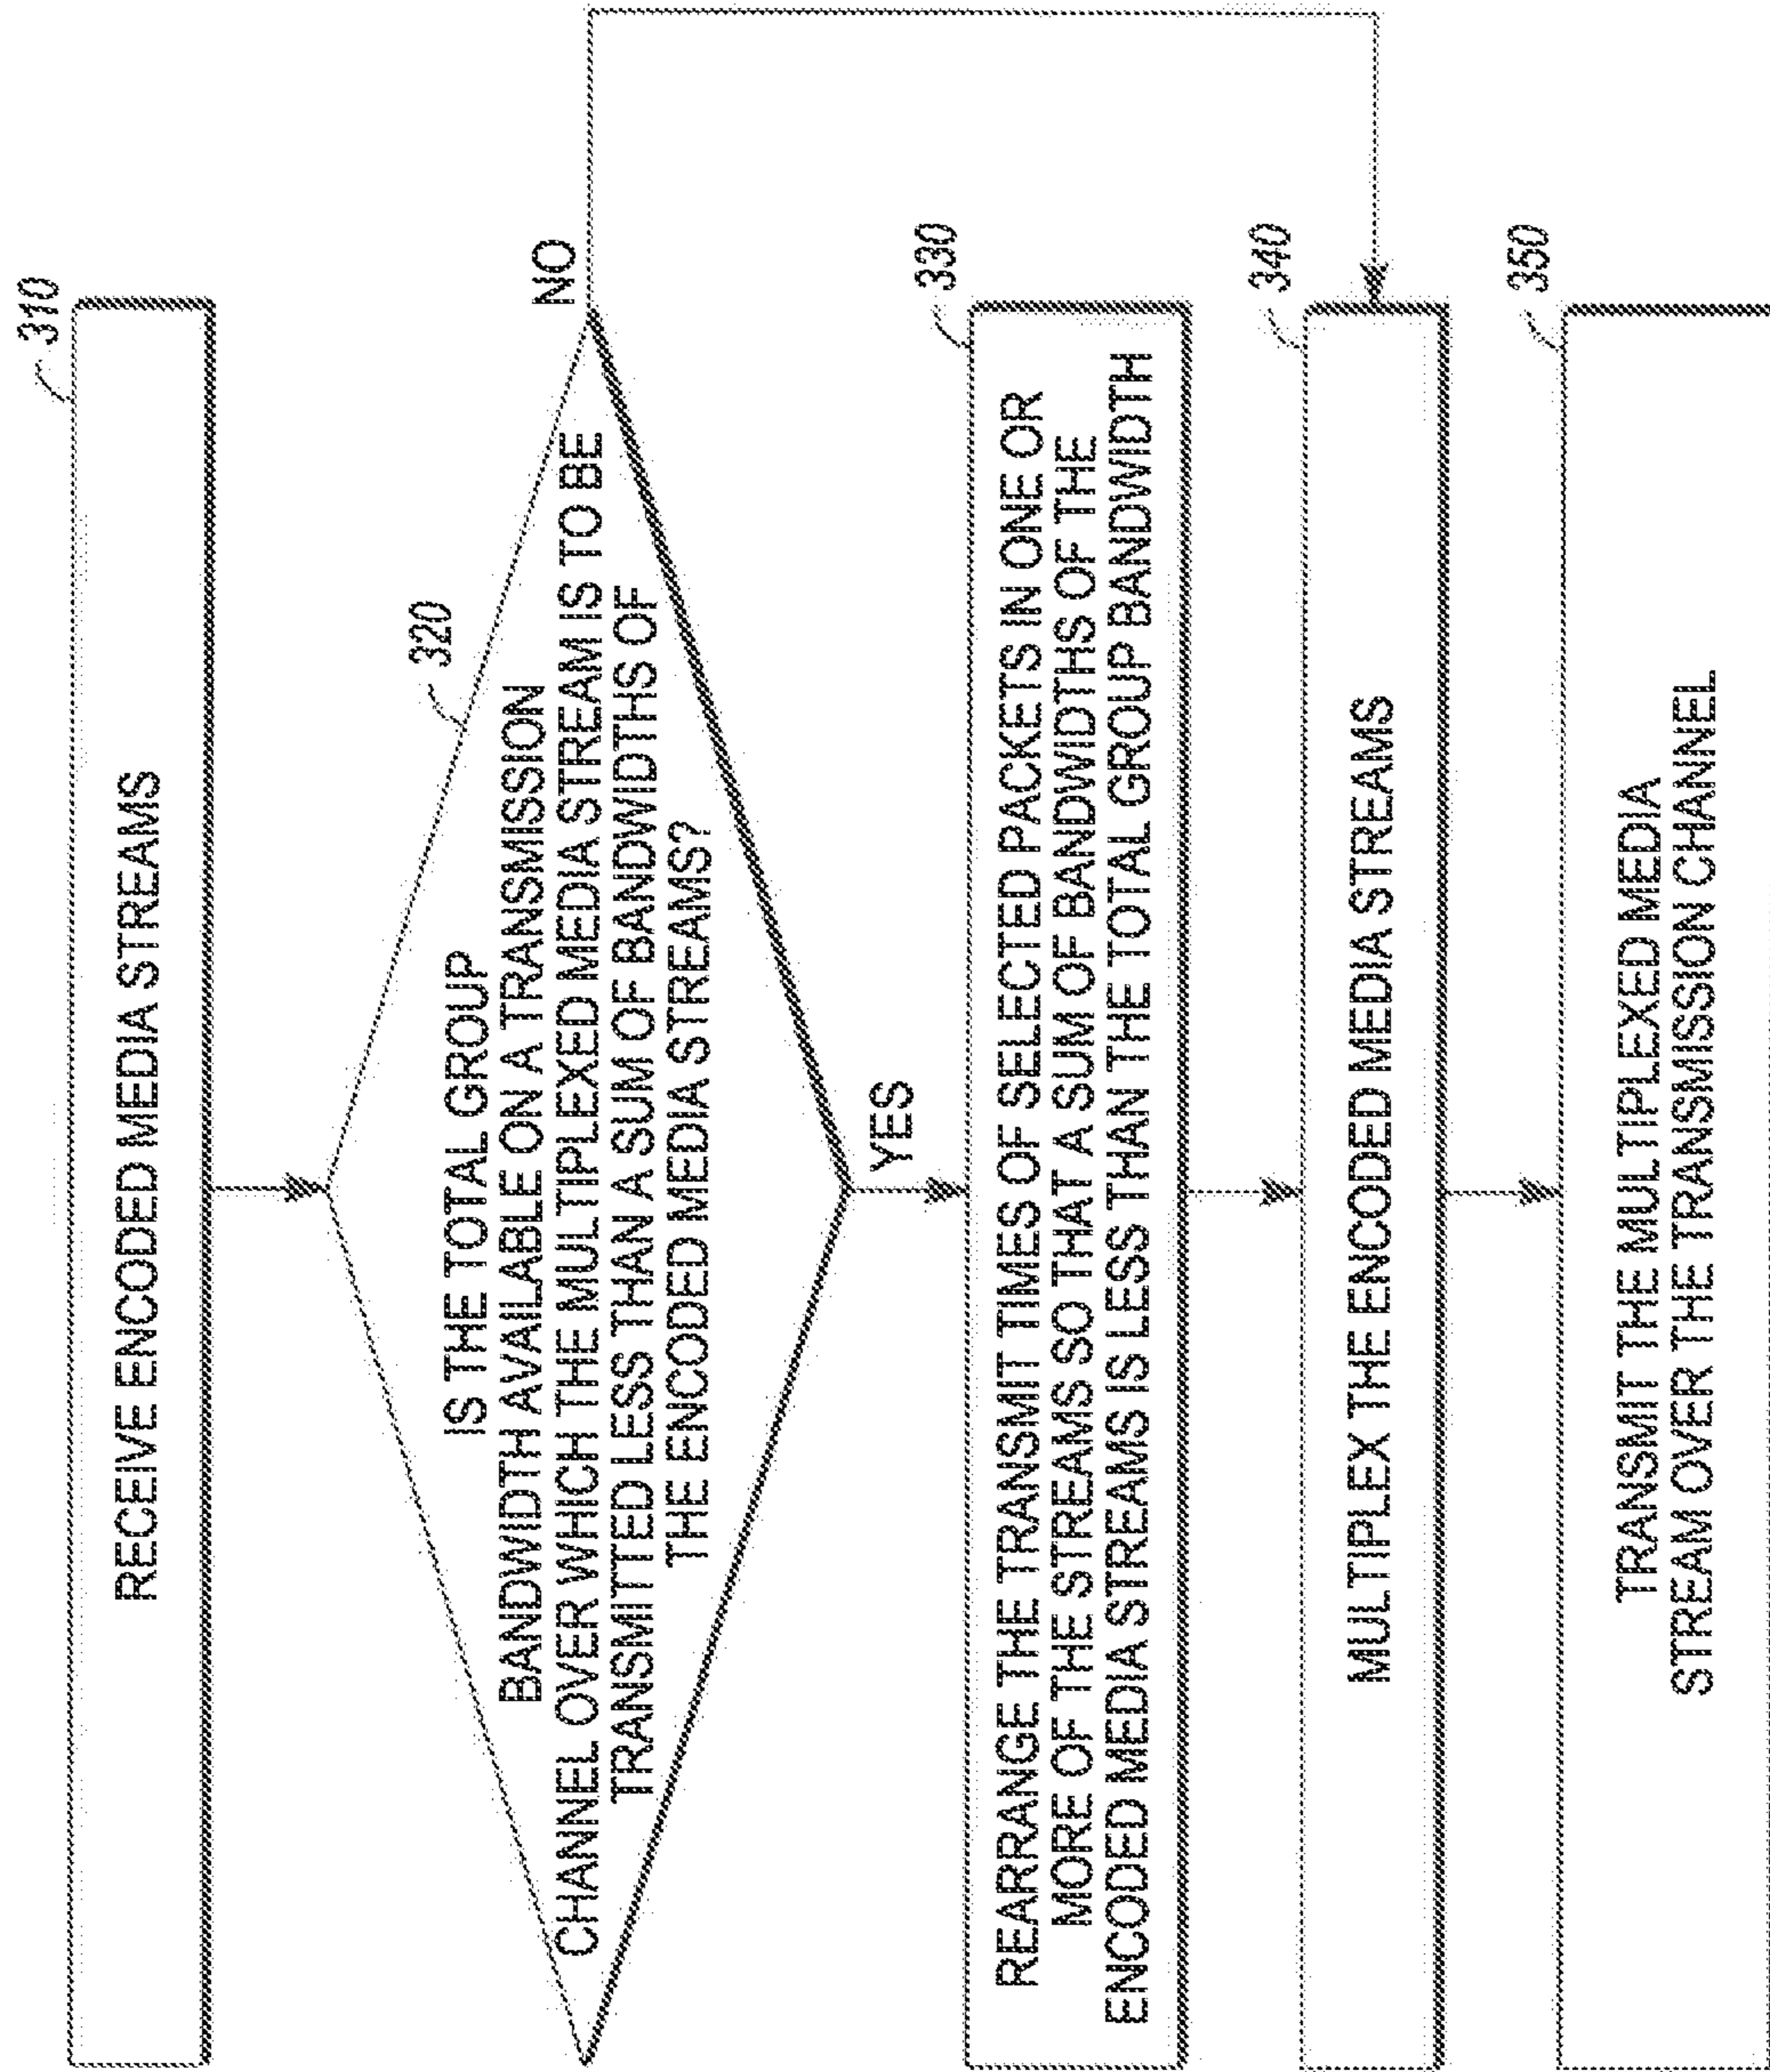 310
RECEIVE ENCODED MEDIA STREAMS
320
IS THE TOTAL GROUP
BANDWIDTH AVAILABLE ON A TRANSMISSION
CHANNEL OVER WHICH THE MULTIPLEXED MEDIA STREAM IS TO BE
TRANSMITTED LESS THAN A SUM OF BANDWIDTHS OF
THE ENCODED MEDIA STREAMS?
NO
YES
330
REARRANGE THE TRANSMIT TIMES OF SELECTED PACKETS IN ONE OR
MORE OF THE STREAMS SO THAT A SUM OF BANDWIDTHS OF THE
ENCODED MEDIA STREAMS IS LESS THAN THE TOTAL GROUP BANDWIDTH
340
MULTIPLEX THE ENCODED MEDIA STREAMS
350
TRANSMIT THE MULTIPLEXED MEDIA
STREAM OVER THE TRANSMISSION CHANNEL